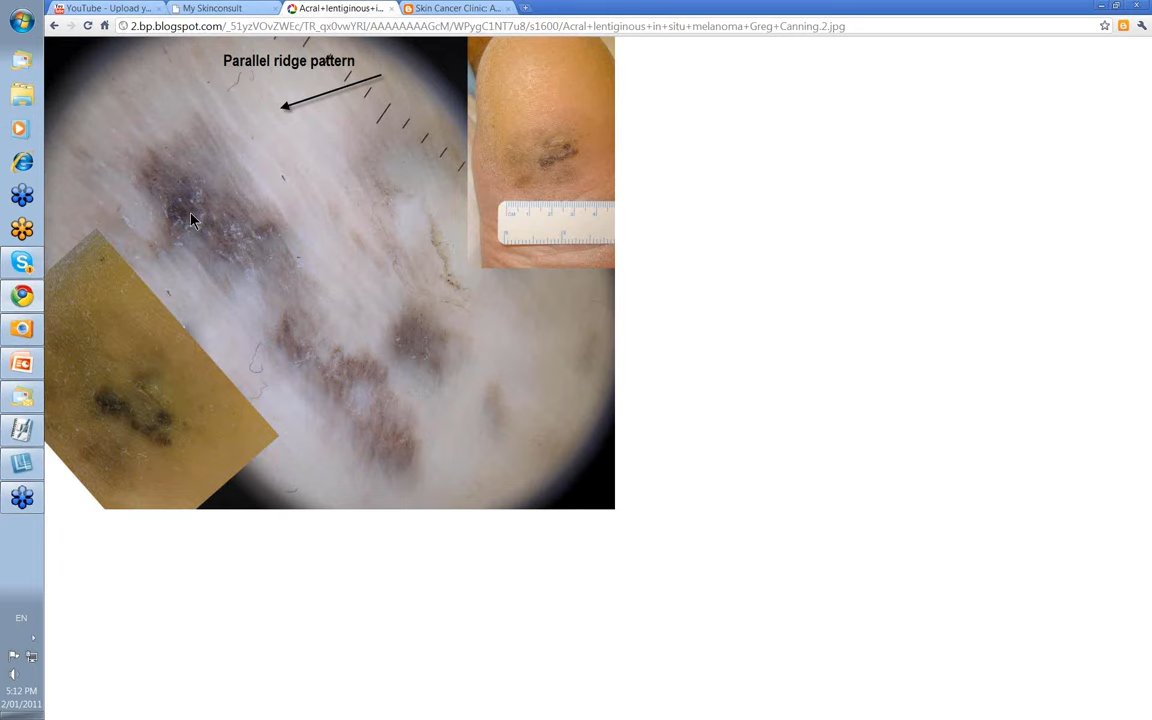 YouTube - Upload y...
My Skinconsult
Acral+lentiginous+i...
Skin Cancer Clinic: A...
2.bp.blogspot.com/_51yzVOvZWEc/TR_qx0vwYRI/AAAAAAAAGcM/WPygC1NT7u8/s1600/Acral+lentiginous+in+situ+melanoma+Greg+Canning.2.jpg
Parallel ridge pattern
EN
5:12 PM
2/01/2011